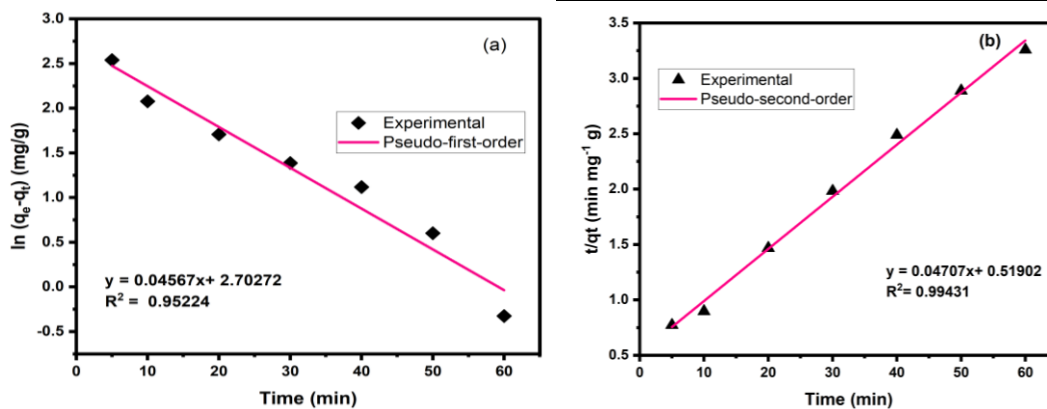 (a)
Experimental
Pseudo-first-order
y = 0.04567x+ 2.70272
R² = 0.95224
ln (qₑ-qₜ) (mg/g)
3.0
2.5
2.0
1.5
1.0
0.5
0.0
-0.5
10 20 30 40 50 60
Time (min)
(b)
Experimental
Pseudo-second-order
y = 0.04707x+ 0.51902
R²= 0.99431
t/qt (min mg⁻¹ g)
3.5
3.0
2.5
2.0
1.5
1.0
0.5
10 20 30 40 50 60
Time (min)